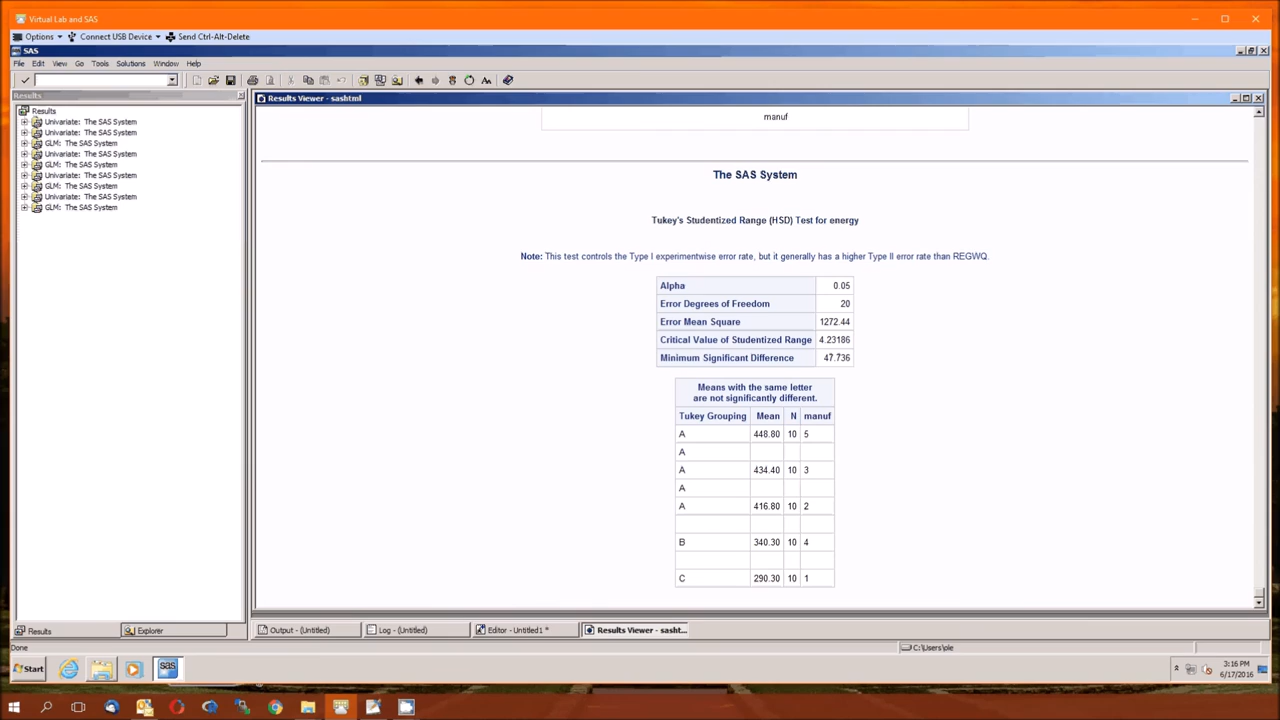 Virtual Lab and SAS
Options Connect USB Device Send Ctrl-Alt-Delete
SAS
File Edit View Go Tools Solutions Window Help
Results
Results
Univariate: The SAS System
Univariate: The SAS System
GLM: The SAS System
Univariate: The SAS System
GLM: The SAS System
Univariate: The SAS System
GLM: The SAS System
Univariate: The SAS System
GLM: The SAS System
Results Viewer - sashtml
manuf
The SAS System
Tukey's Studentized Range (HSD) Test for energy
Note: This test controls the Type I experimentwise error rate, but it generally has a higher Type II error rate than REGWQ.
Alpha 0.05
Error Degrees of Freedom 20
Error Mean Square 1272.44
Critical Value of Studentized Range 4.23186
Minimum Significant Difference 47.736
Means with the same letter
are not significantly different.
Tukey Grouping Mean N manuf
A 448.80 10 5
A
A 434.40 10 3
A
A 416.80 10 2
B 340.30 10 4
C 290.30 10 1
Results Explorer
Output - (Untitled) Log - (Untitled) Editor - Untitled1 * Results Viewer - sasht...
Done C:\Users\ple
Start sas 3:16 PM
6/17/2016